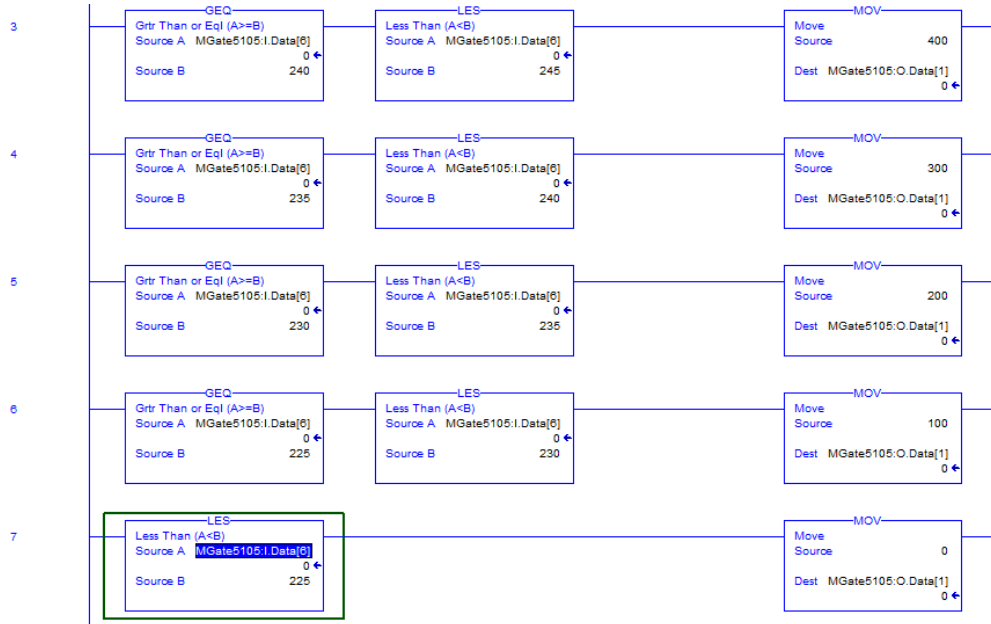 GEQ LES MOV
3 Grtr Than or Eql (A>=B) Less Than (A<B) Move
Source A MGate5105:I.Data[6] Source A MGate5105:I.Data[6] Source 400
0 0
Source B 240 Source B 245 Dest MGate5105:O.Data[1]
0
GEQ LES MOV
4 Grtr Than or Eql (A>=B) Less Than (A<B) Move
Source A MGate5105:I.Data[6] Source A MGate5105:I.Data[6] Source 300
0 0
Source B 235 Source B 240 Dest MGate5105:O.Data[1]
0
GEQ LES MOV
5 Grtr Than or Eql (A>=B) Less Than (A<B) Move
Source A MGate5105:I.Data[6] Source A MGate5105:I.Data[6] Source 200
0 0
Source B 230 Source B 235 Dest MGate5105:O.Data[1]
0
GEQ LES MOV
6 Grtr Than or Eql (A>=B) Less Than (A<B) Move
Source A MGate5105:I.Data[6] Source A MGate5105:I.Data[6] Source 100
0 0
Source B 225 Source B 230 Dest MGate5105:O.Data[1]
0
LES MOV
7 Less Than (A<B) Move
Source A MGate5105:I.Data[6] Source 0
0
Source B 225 Dest MGate5105:O.Data[1]
0